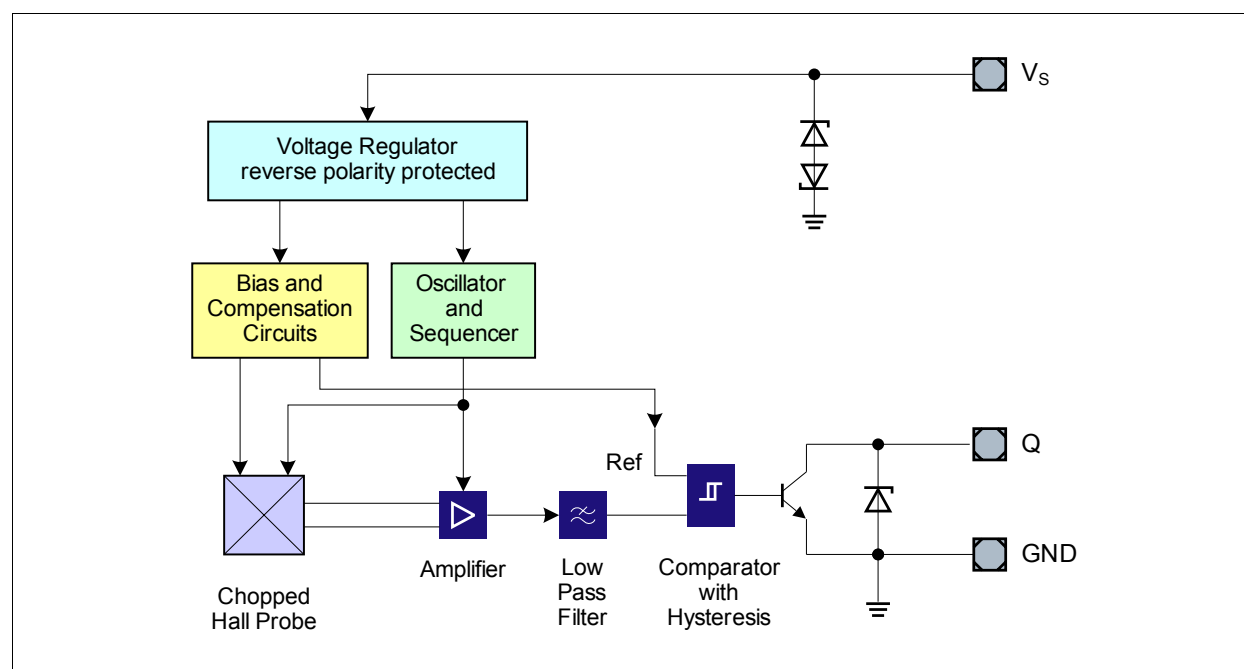 V_S
Voltage Regulator
reverse polarity protected
Bias and
Compensation
Circuits
Oscillator
and
Sequencer
Ref
Q
GND
Amplifier
Low
Pass
Filter
Comparator
with
Hysteresis
Chopped
Hall Probe